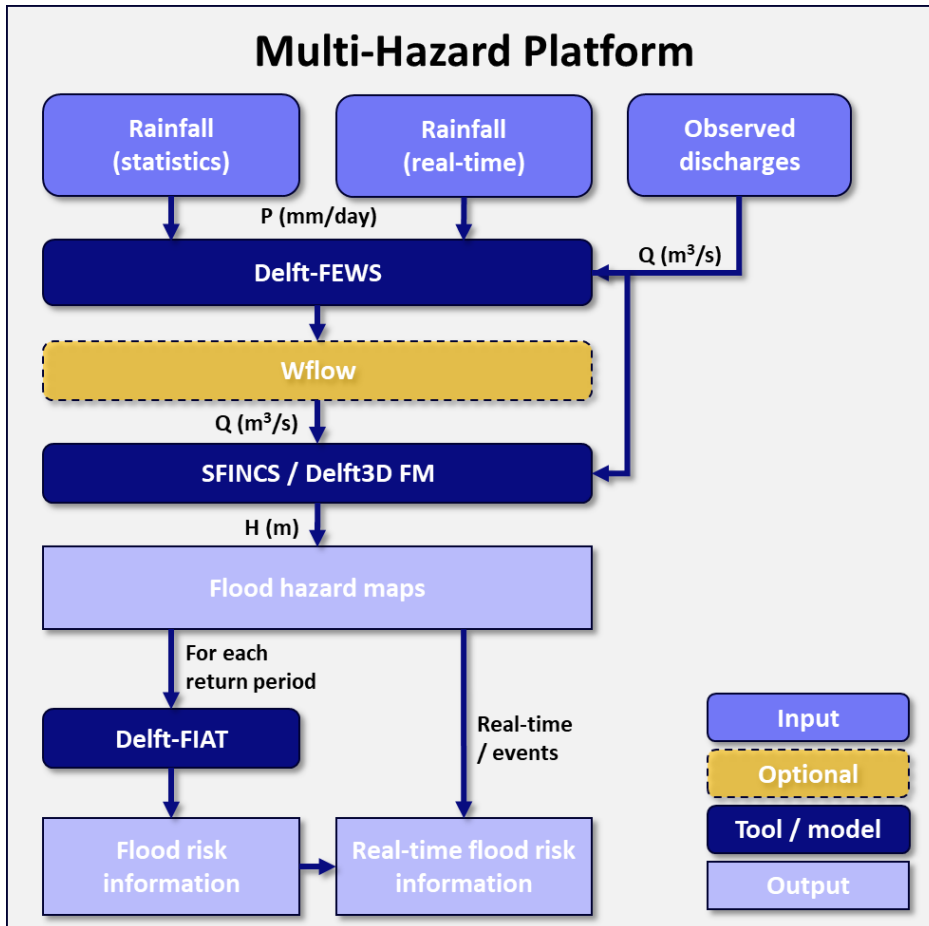 Multi-Hazard Platform
Rainfall
(statistics)
Rainfall
(real-time)
Observed
discharges
P (mm/day)
Q (m³/s)
Delft-FEWS
Wflow
Q (m³/s)
SFINCS / Delft3D FM
H (m)
Flood hazard maps
For each
return period
Delft-FIAT
Real-time
/ events
Flood risk
information
Real-time flood risk
information
Input
Optional
Tool / model
Output